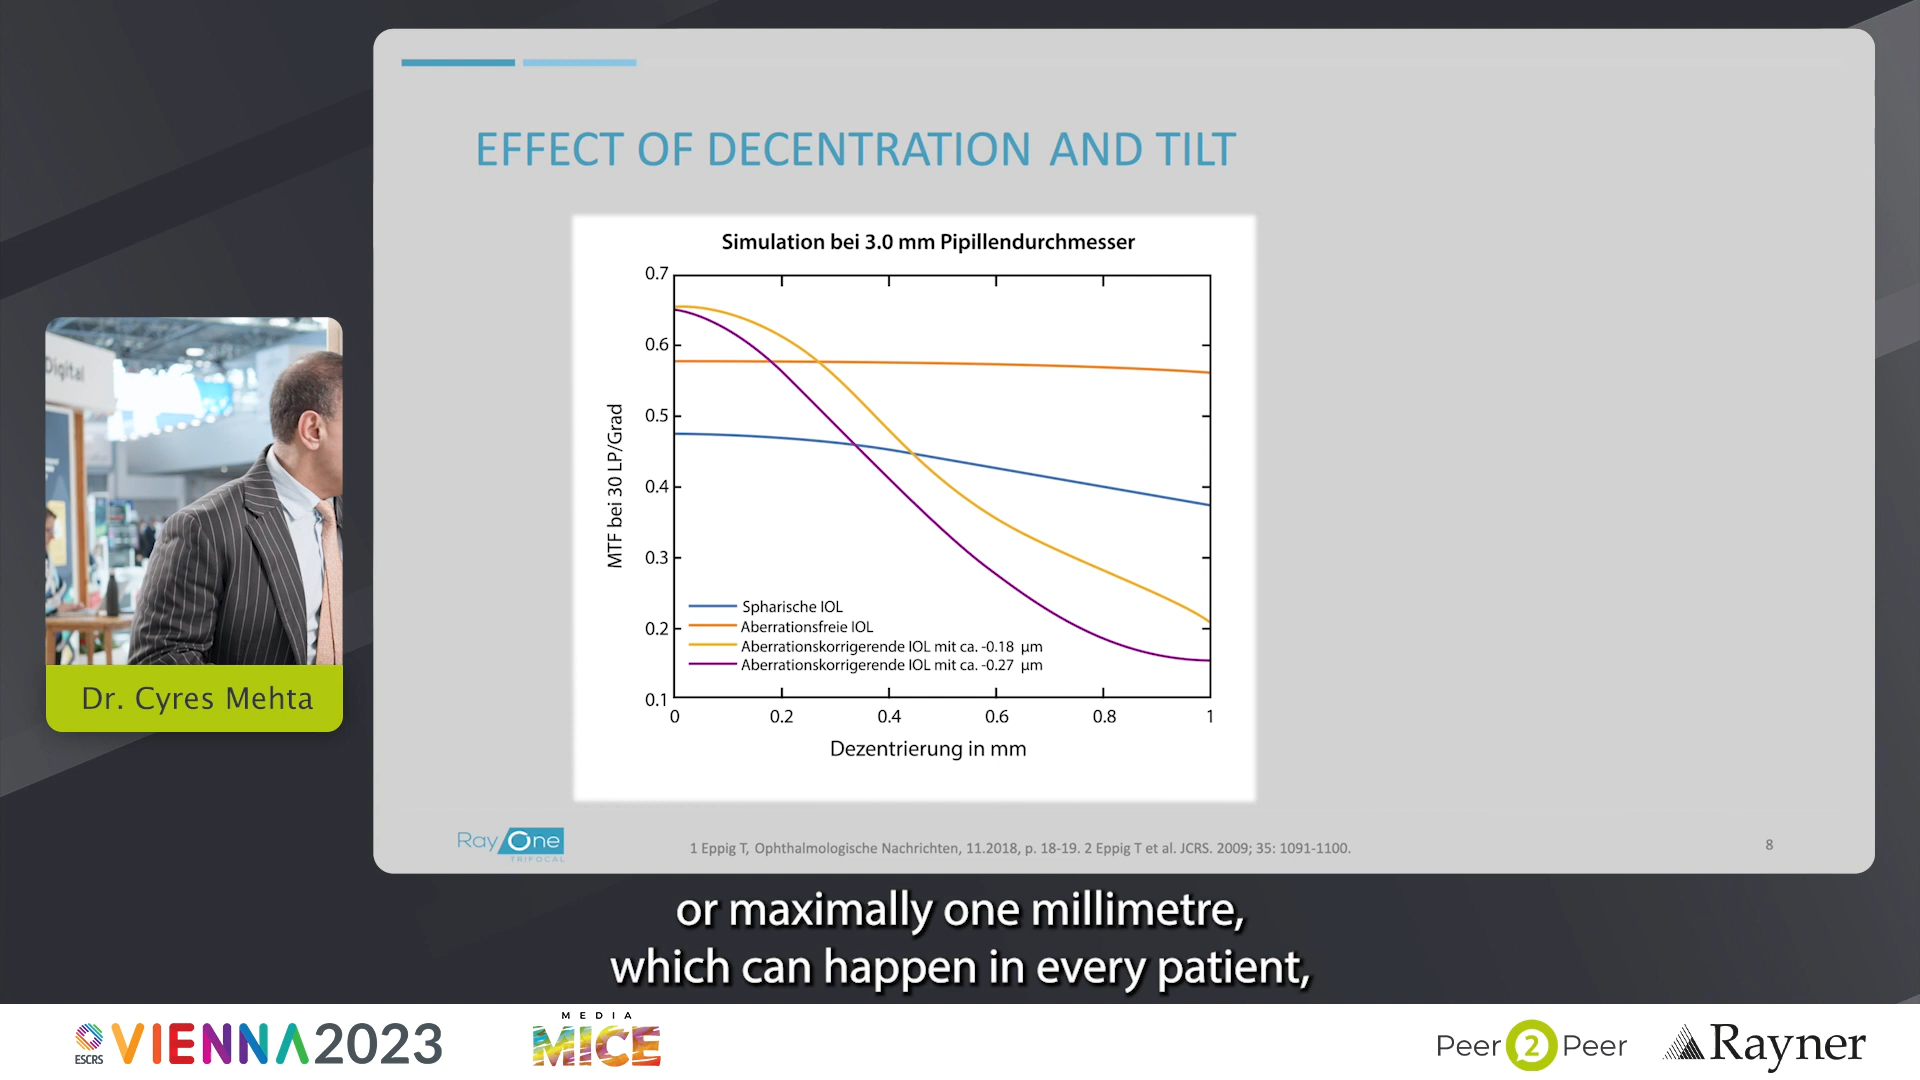 EFFECT OF DECENTRATION AND TILT
Simulation bei 3.0 mm Pipillendurchmesser
0.7
0.6
0.5
0.4
0.3
0.2
0.1
MTF bei 30 LP/Grad
Spharische IOL
Aberrationsfreie IOL
Aberrationskorrigerende IOL mit ca. -0.18 µm
Aberrationskorrigerende IOL mit ca. -0.27 µm
0 0.2 0.4 0.6 0.8 1
Dezentrierung in mm
Digital
Dr. Cyres Mehta
RayOne
TRIFOCAL
1 Eppig T, Ophthalmologische Nachrichten, 11.2018, p. 18-19. 2 Eppig T et al. JCRS. 2009; 35: 1091-1100.
8
or maximally one millimetre,
which can happen in every patient,
ESCRS VIENNA2023
MEDIA
MICE
Peer 2 Peer
Rayner